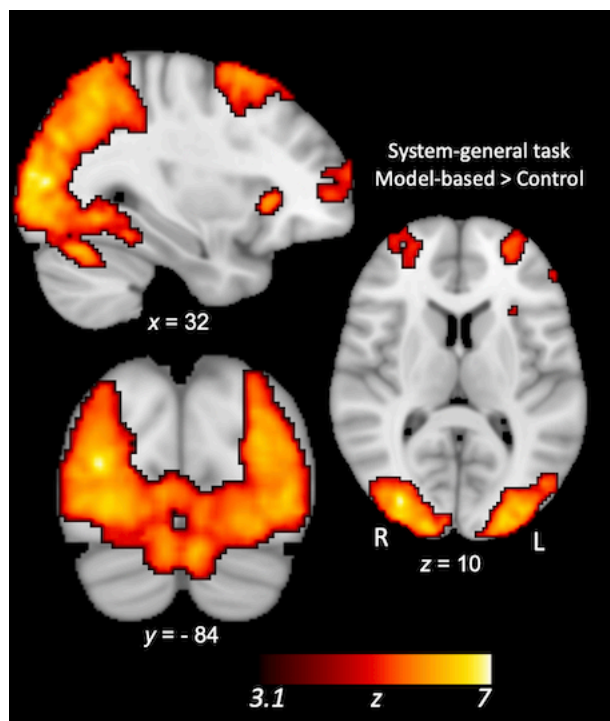 System-general task
Model-based > Control
x = 32
R
L
z = 10
y = - 84
3.1
z
7